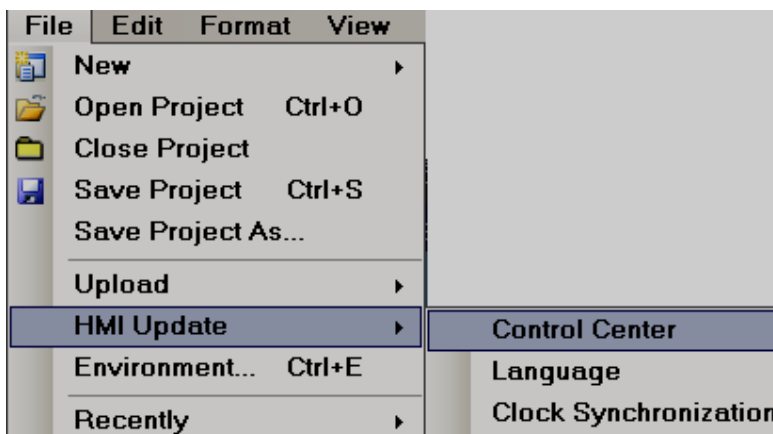 File Edit Format View
New
Open Project Ctrl+O
Close Project
Save Project Ctrl+S
Save Project As...
Upload
HMI Update
Control Center
Environment... Ctrl+E
Language
Recently
Clock Synchronization